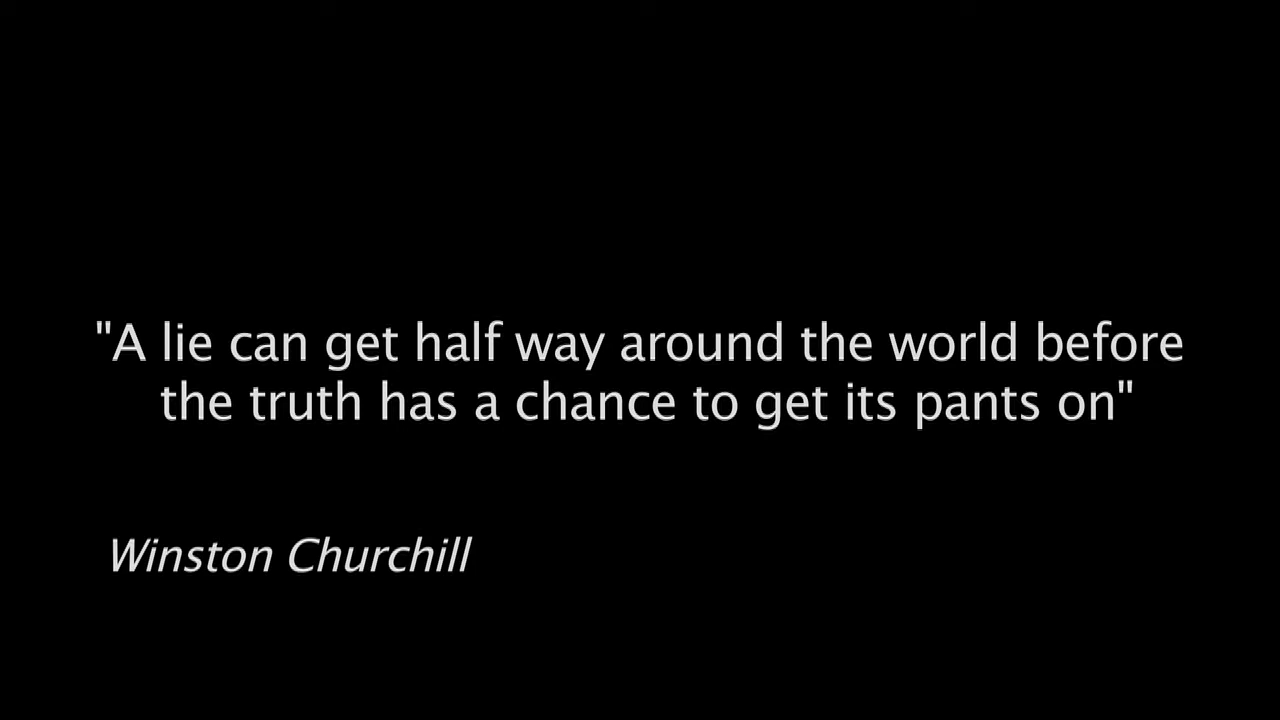 "A lie can get half way around the world before
the truth has a chance to get its pants on"
Winston Churchill